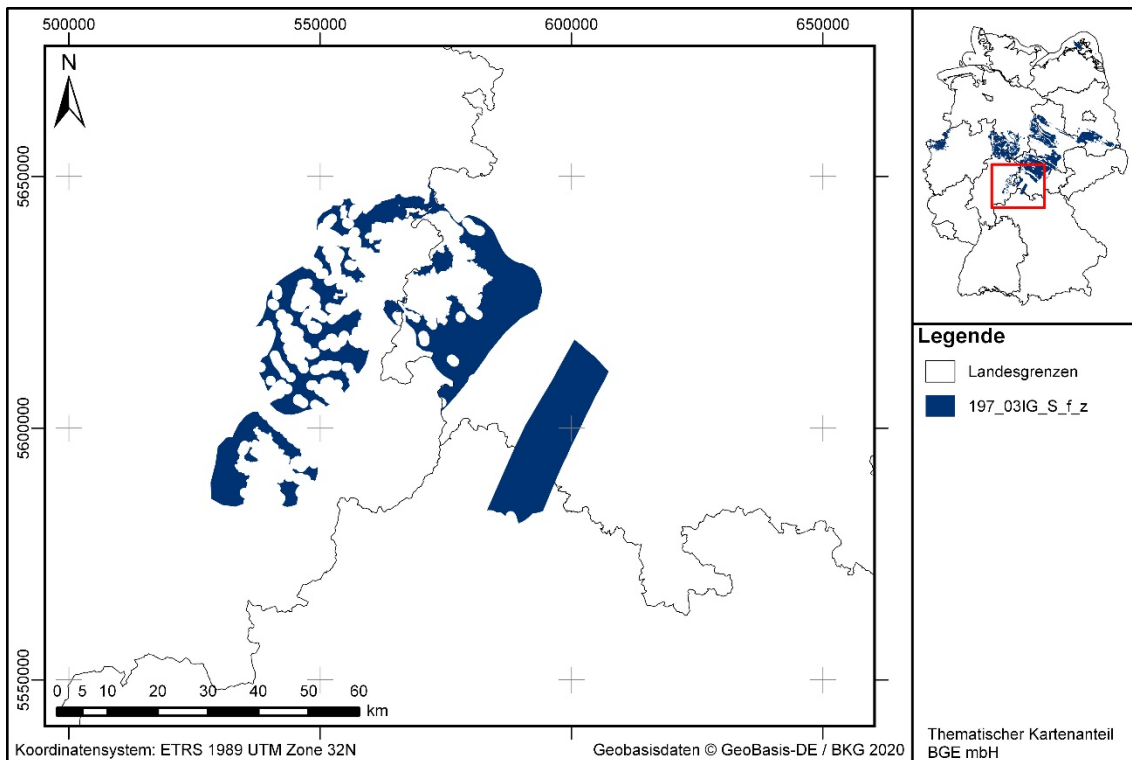 500000 550000 600000 650000
N
5650000
5600000
5550000
0 5 10 20 30 40 50 60
km
Koordinatensystem: ETRS 1989 UTM Zone 32N
Geobasisdaten © GeoBasis-DE / BKG 2020
Legende
Landesgrenzen
197_03IG_S_f_z
Thematischer Kartenanteil
BGE mbH